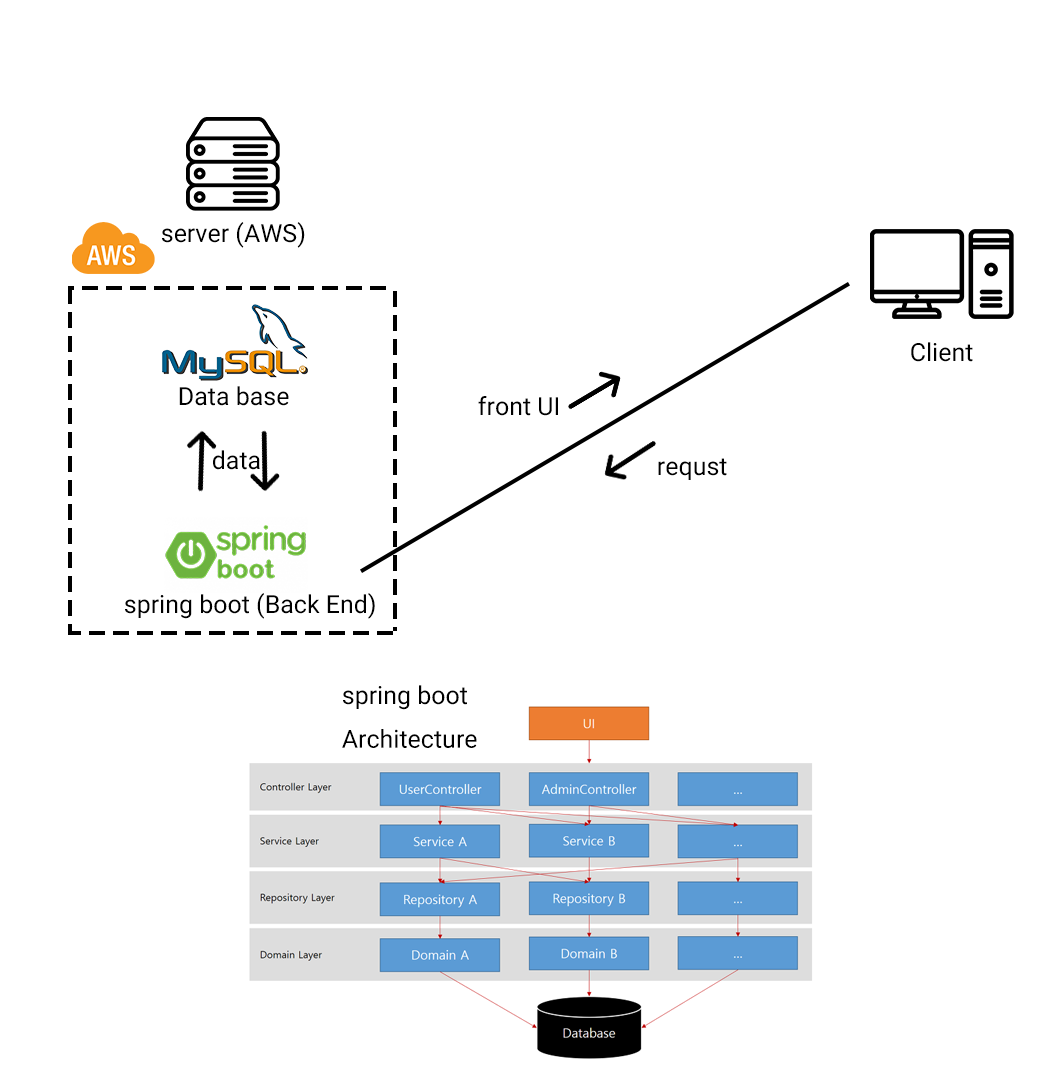 server (AWS)
AWS
MySQL
Data base
data
spring
boot
spring boot (Back End)
Client
front UI
requst
spring boot
Architecture
UI
Controller Layer
UserController
AdminController
...
Service Layer
Service A
Service B
...
Repository Layer
Repository A
Repository B
...
Domain Layer
Domain A
Domain B
...
Database